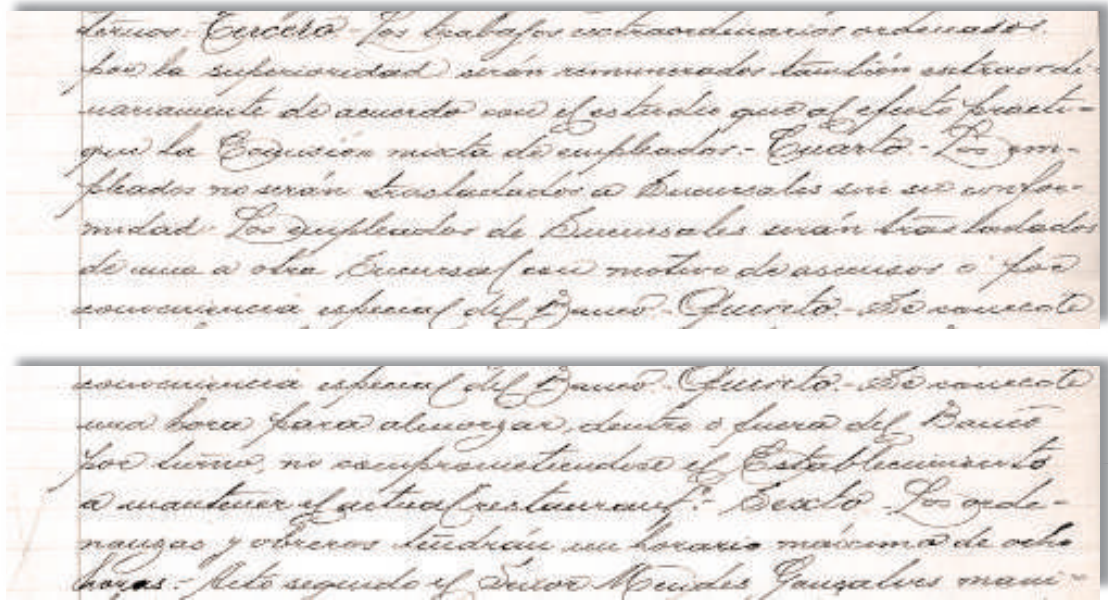 ternos. Tercero - Los trabajos extraordinarios ordenados
por la superioridad serán remunerados también extraordi-
nariamente de acuerdo con el estudio que al efecto practi-
que la Comisión mixta de empleados. - Cuarto. - Los em-
pleados no serán trasladados a Sucursales sin su confor-
midad. Los empleados de Sucursales serán trasladados
de una a otra Sucursal con motivo de ascensos o por
conveniencia especial del Banco - Quinto. - Se concede
conveniencia especial del Banco - Quinto. - Se concede
una hora para almorzar, dentro o fuera del Banco
por turno, no comprometiendose el Establecimiento
a mantener el actual restaurant. - Sexto - Los orde-
nanzas y obreros tendrán un horario máximo de ocho
horas. - Acto seguido el Señor Mendes Gonçalves mani-